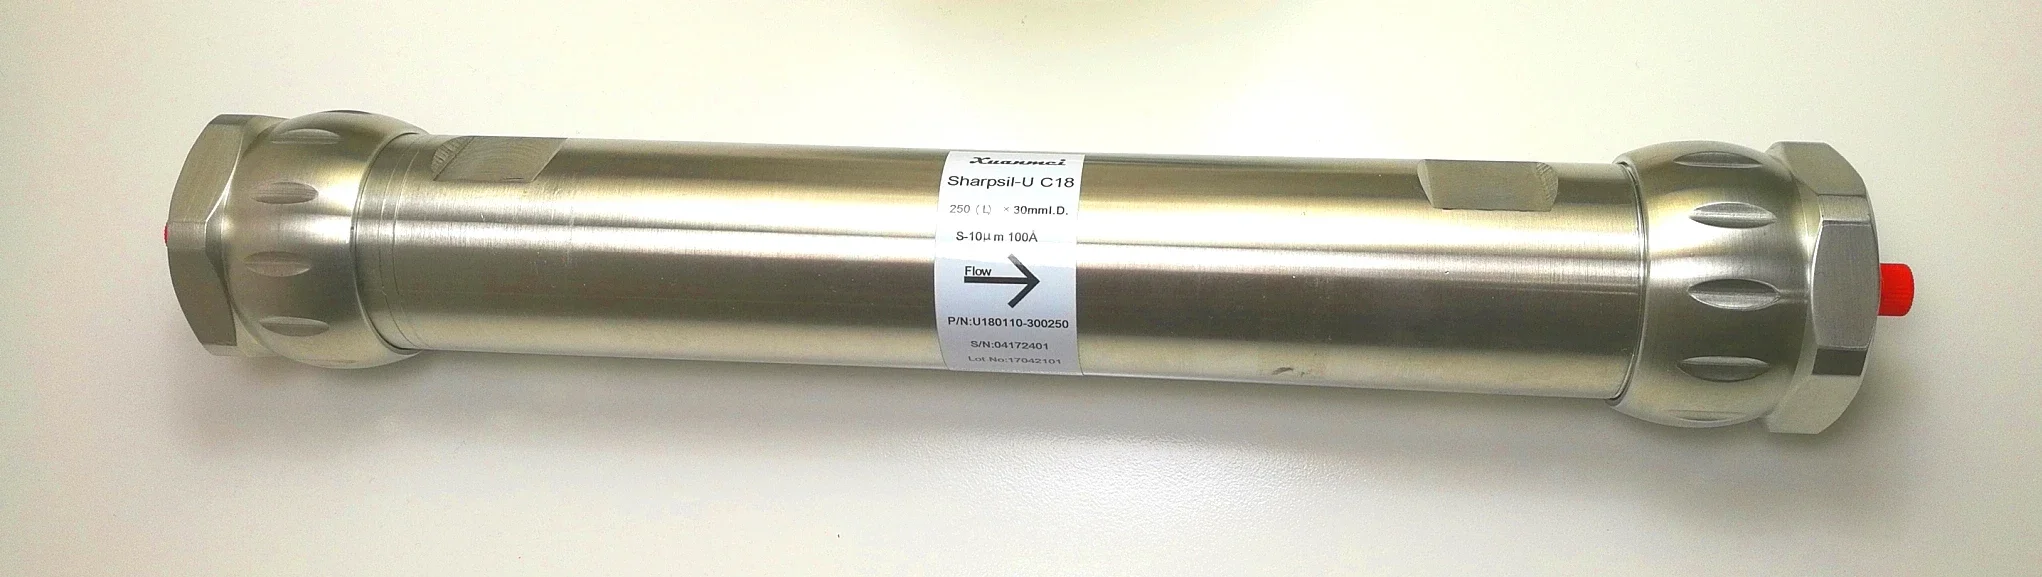 Xuanmei
Sharpsil-U C18
250 (L) × 30mmI.D.
S-10μm 100Å
Flow
P/N:U180110-300250
S/N:04172401
Lot No:17042101